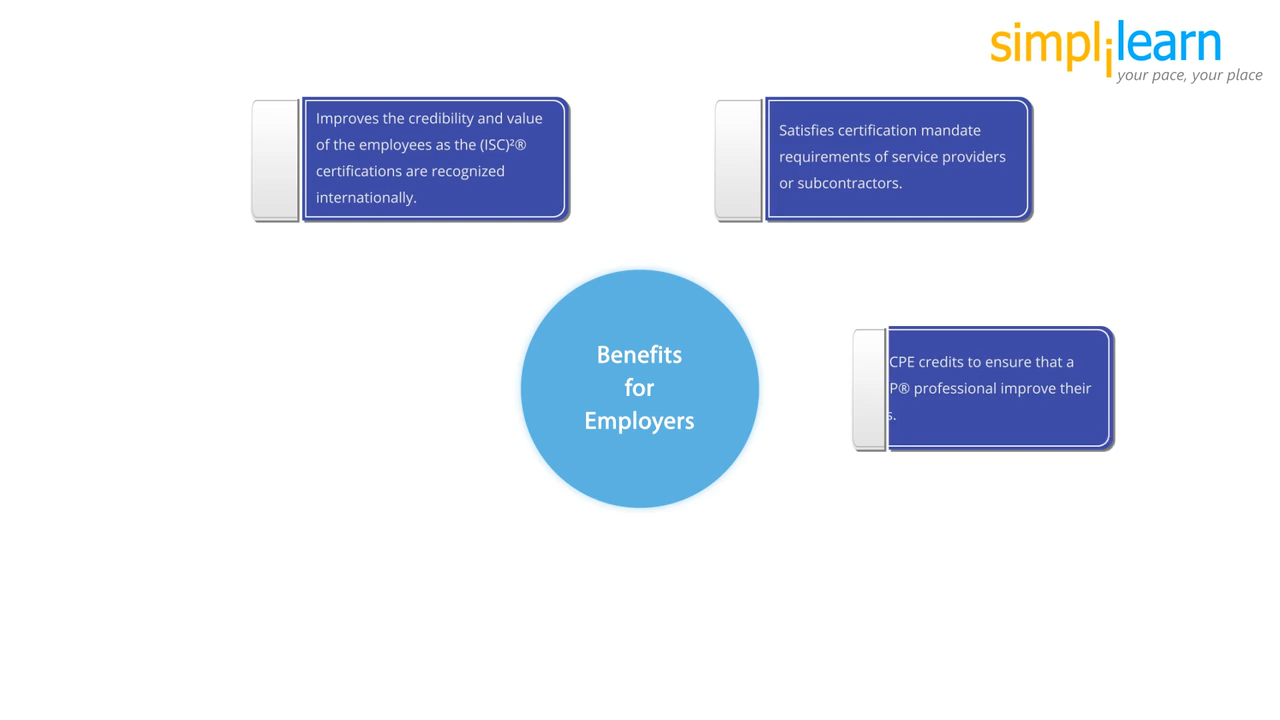 simplilearn
your pace, your place
Improves the credibility and value
of the employees as the (ISC)²®
certifications are recognized
internationally.
Satisfies certification mandate
requirements of service providers
or subcontractors.
Benefits
for
Employers
CPE credits to ensure that a
P® professional improve their
s.